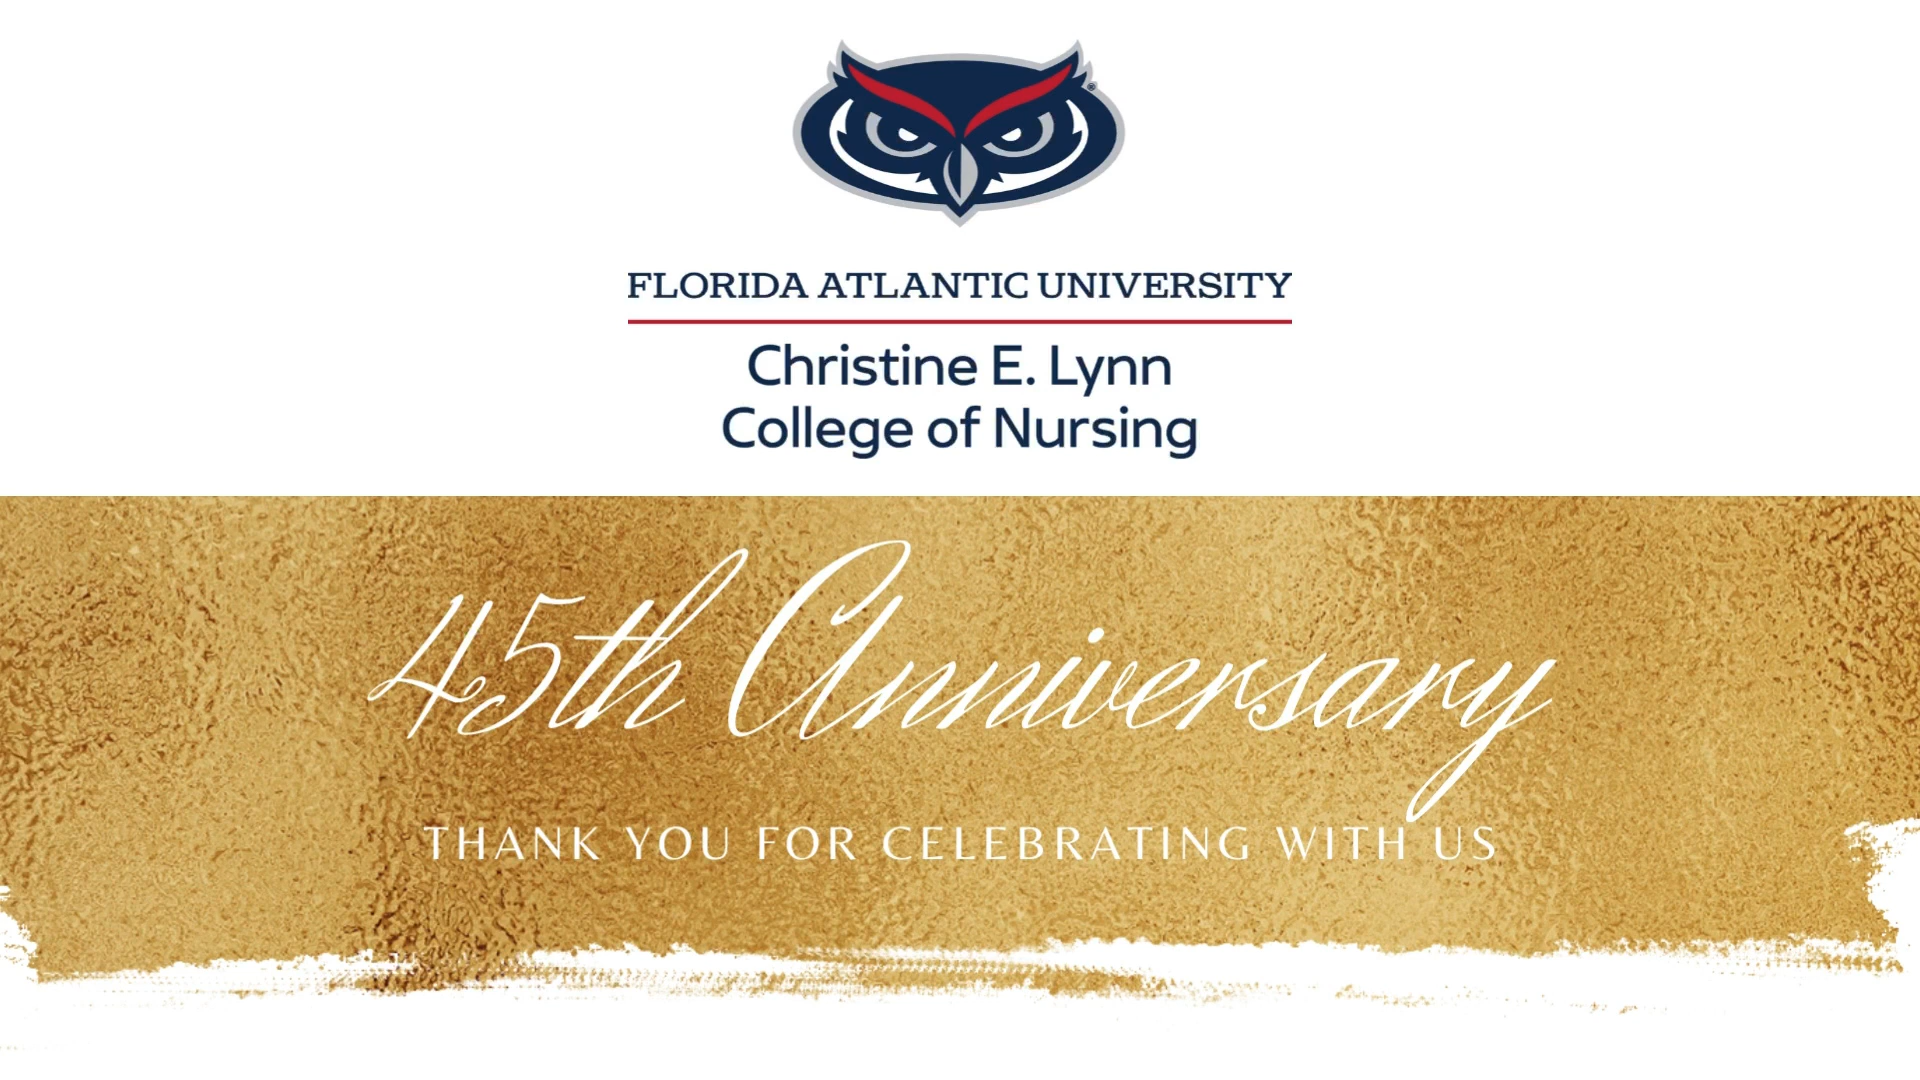 FLORIDA ATLANTIC UNIVERSITY
Christine E. Lynn
College of Nursing
45th Anniversary
THANK YOU FOR CELEBRATING WITH US